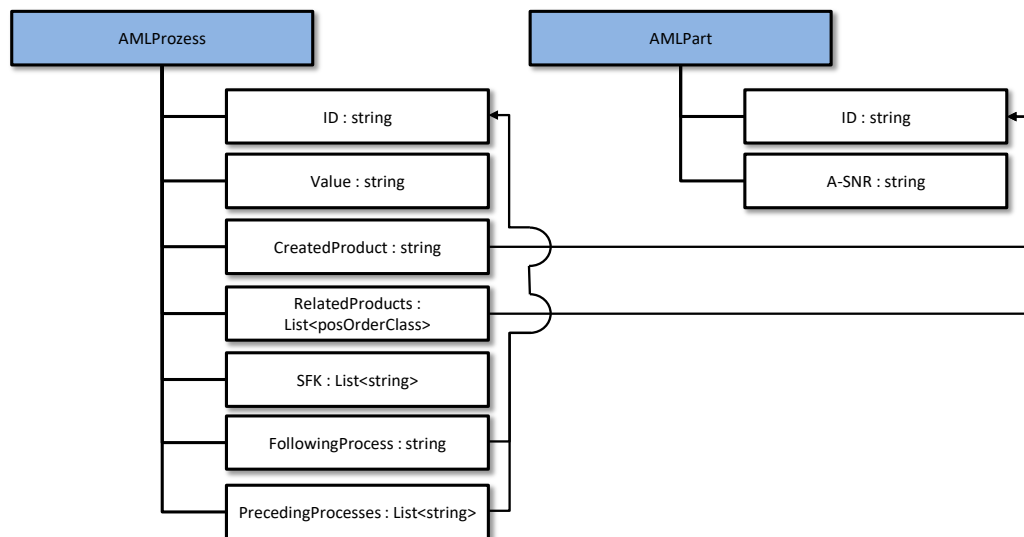 AMLProzess
ID : string
Value : string
CreatedProduct : string
RelatedProducts :
List<posOrderClass>
SFK : List<string>
FollowingProcess : string
PrecedingProcesses : List<string>
AMLPart
ID : string
A-SNR : string